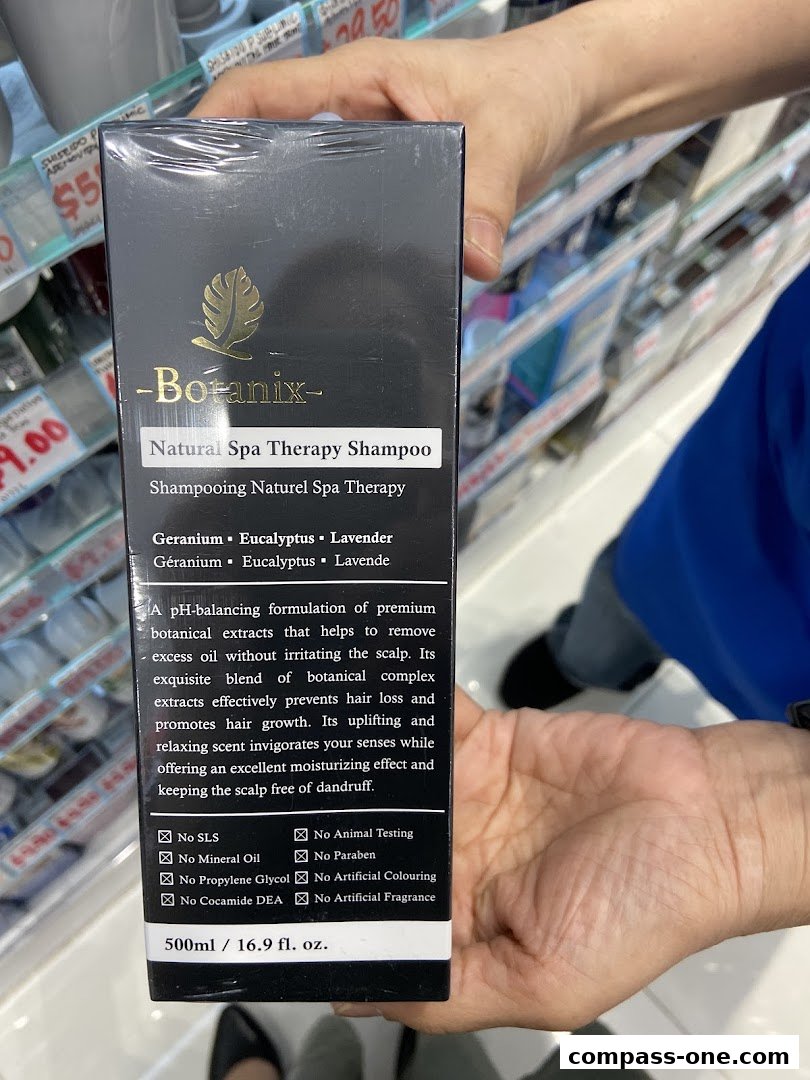 $29.50
SHISEIDO
9.00
-Botanix-
Natural Spa Therapy Shampoo
Shampooing Naturel Spa Therapy
Geranium ▪ Eucalyptus ▪ Lavender
Géranium ▪ Eucalyptus ▪ Lavende
A pH-balancing formulation of premium
botanical extracts that helps to remove
excess oil without irritating the scalp. Its
exquisite blend of botanical complex
extracts effectively prevents hair loss and
promotes hair growth. Its uplifting and
relaxing scent invigorates your senses while
offering an excellent moisturizing effect and
keeping the scalp free of dandruff.
☒ No SLS ☒ No Animal Testing
☒ No Mineral Oil ☒ No Paraben
☒ No Propylene Glycol ☒ No Artificial Colouring
☒ No Cocamide DEA ☒ No Artificial Fragrance
500ml / 16.9 fl. oz.
compass-one.com